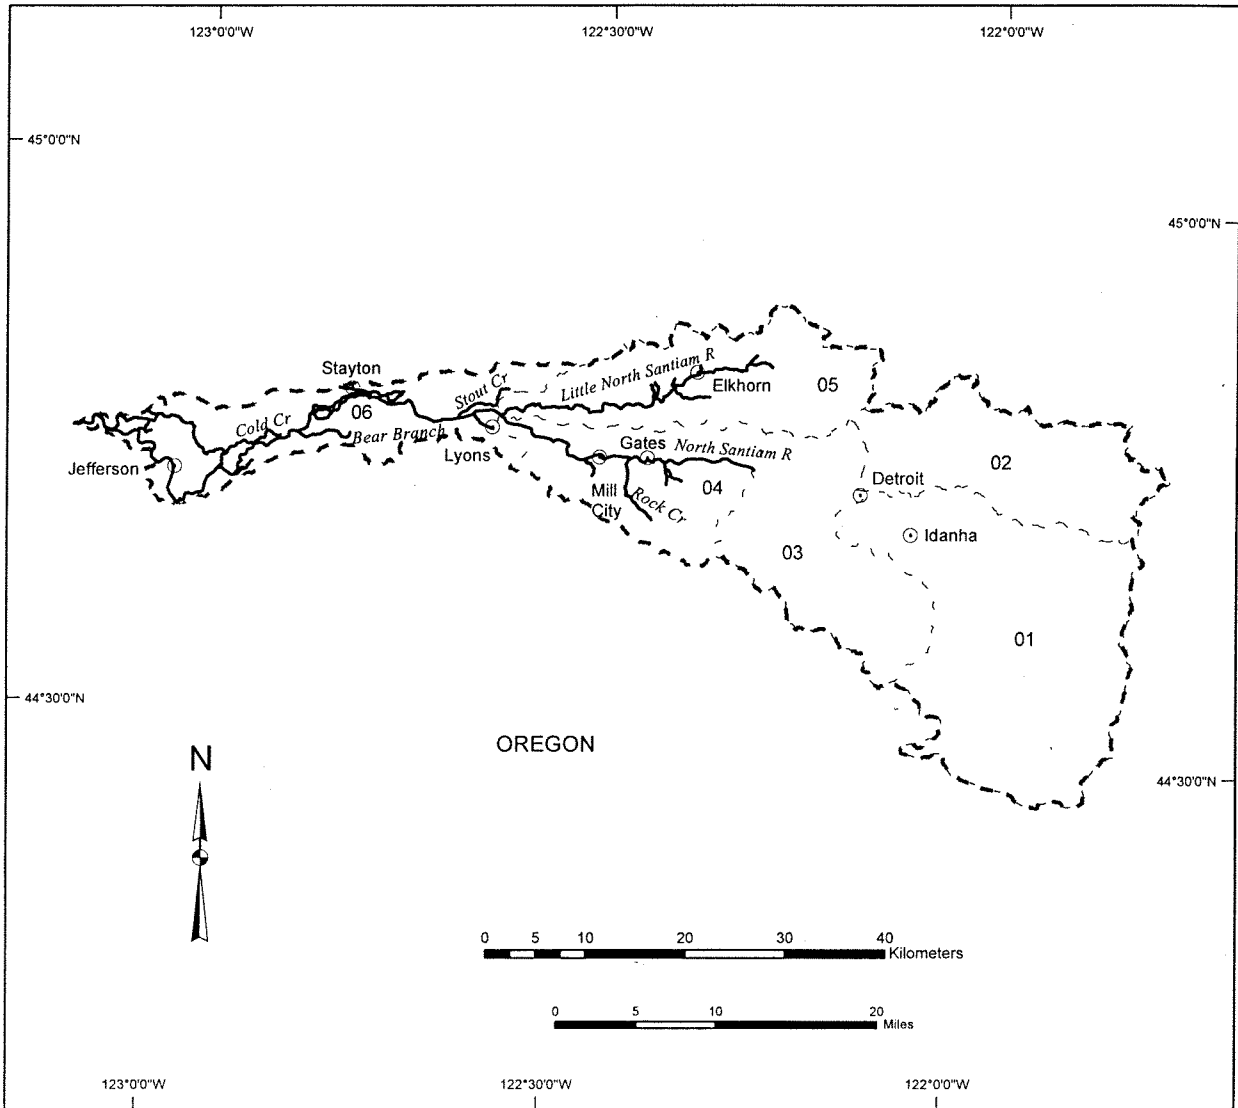 123°0'0"W 122°30'0"W 122°0'0"W
45°0'0"N
45°0'0"N
Stayton
Stout Cr
Little North Santiam R
Elkhorn
05
06
Cold Cr
Bear Branch
Lyons
Gates
North Santiam R
02
Jefferson
Mill
City
Rock Cr
04
Detroit
Idanha
03
01
44°30'0"N
OREGON
N
44°30'0"N
0 5 10 20 30 40
Kilometers
0 5 10 20
Miles
123°0'0"W 122°30'0"W 122°0'0"W